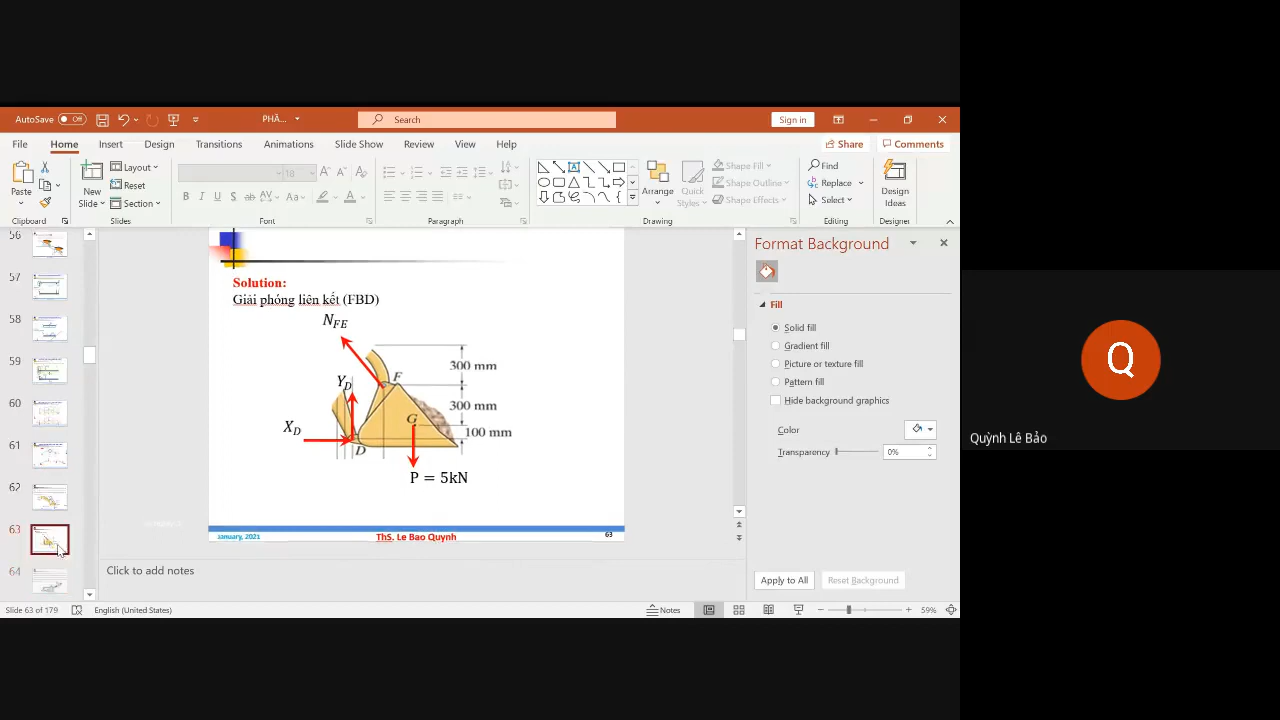 AutoSave Off PHẦ... Search Sign in
File Home Insert Design Transitions Animations Slide Show Review View Help Share Comments
Paste New Slide Layout Reset Section 18 Arrange Quick Styles Shape Fill Shape Outline Shape Effects Find Replace Select Design Ideas
Clipboard Slides Font Paragraph Drawing Editing Designer
56
57
58
59
60
61
62
63
64
Solution:
Giải phóng liên kết (FBD)
N_FE
300 mm
F
Y_D
300 mm
G
X_D
100 mm
D
P = 5kN
January, 2021 ThS. Le Bao Quynh 63
Click to add notes
Format Background
Fill
Solid fill
Gradient fill
Picture or texture fill
Pattern fill
Hide background graphics
Color
Transparency 0%
Apply to All Reset Background
Slide 63 of 179 English (United States) Notes 59%
Q
Quỳnh Lê Bảo